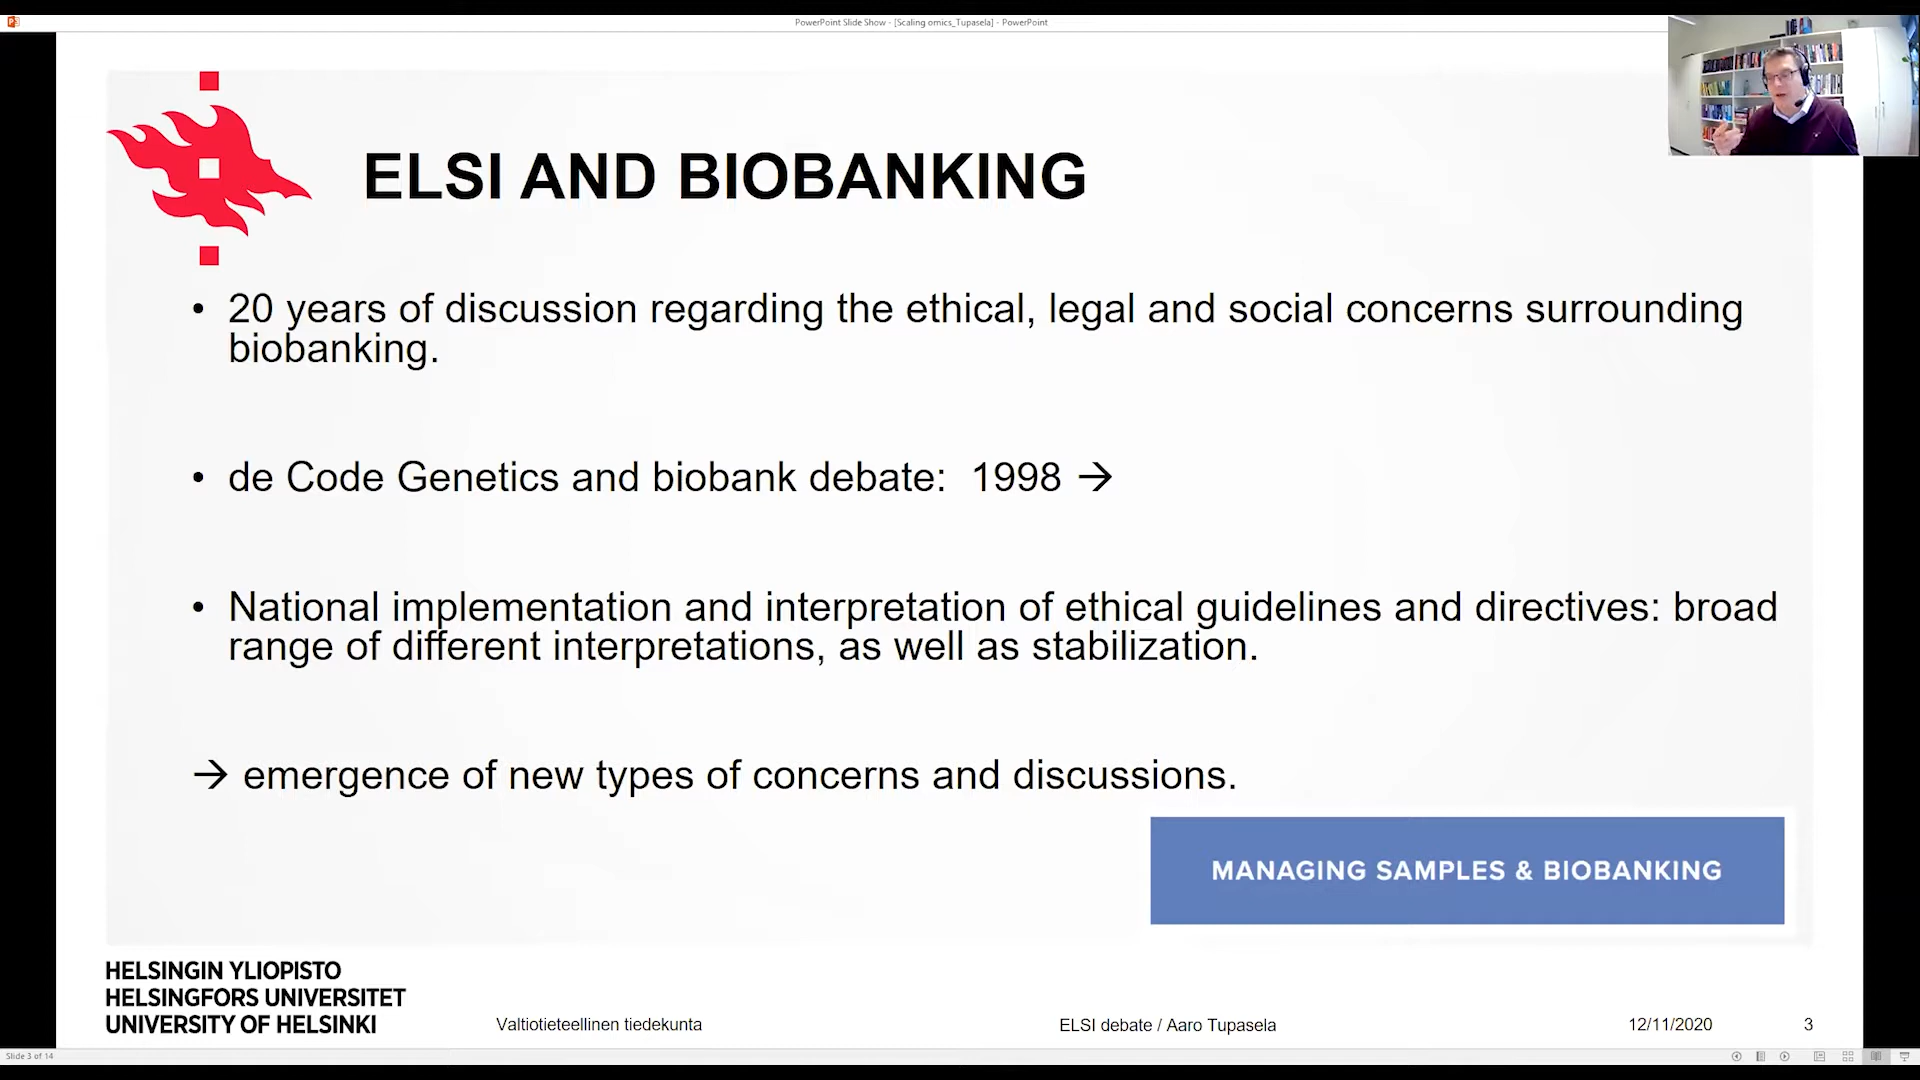 PowerPoint Slide Show - [Scaling omics_Tupasela] - PowerPoint
ELSI AND BIOBANKING
• 20 years of discussion regarding the ethical, legal and social concerns surrounding
biobanking.
• de Code Genetics and biobank debate: 1998 →
• National implementation and interpretation of ethical guidelines and directives: broad
range of different interpretations, as well as stabilization.
→ emergence of new types of concerns and discussions.
MANAGING SAMPLES & BIOBANKING
HELSINGIN YLIOPISTO
HELSINGFORS UNIVERSITET
UNIVERSITY OF HELSINKI
Valtiotieteellinen tiedekunta
ELSI debate / Aaro Tupasela
12/11/2020
3
Slide 3 of 14